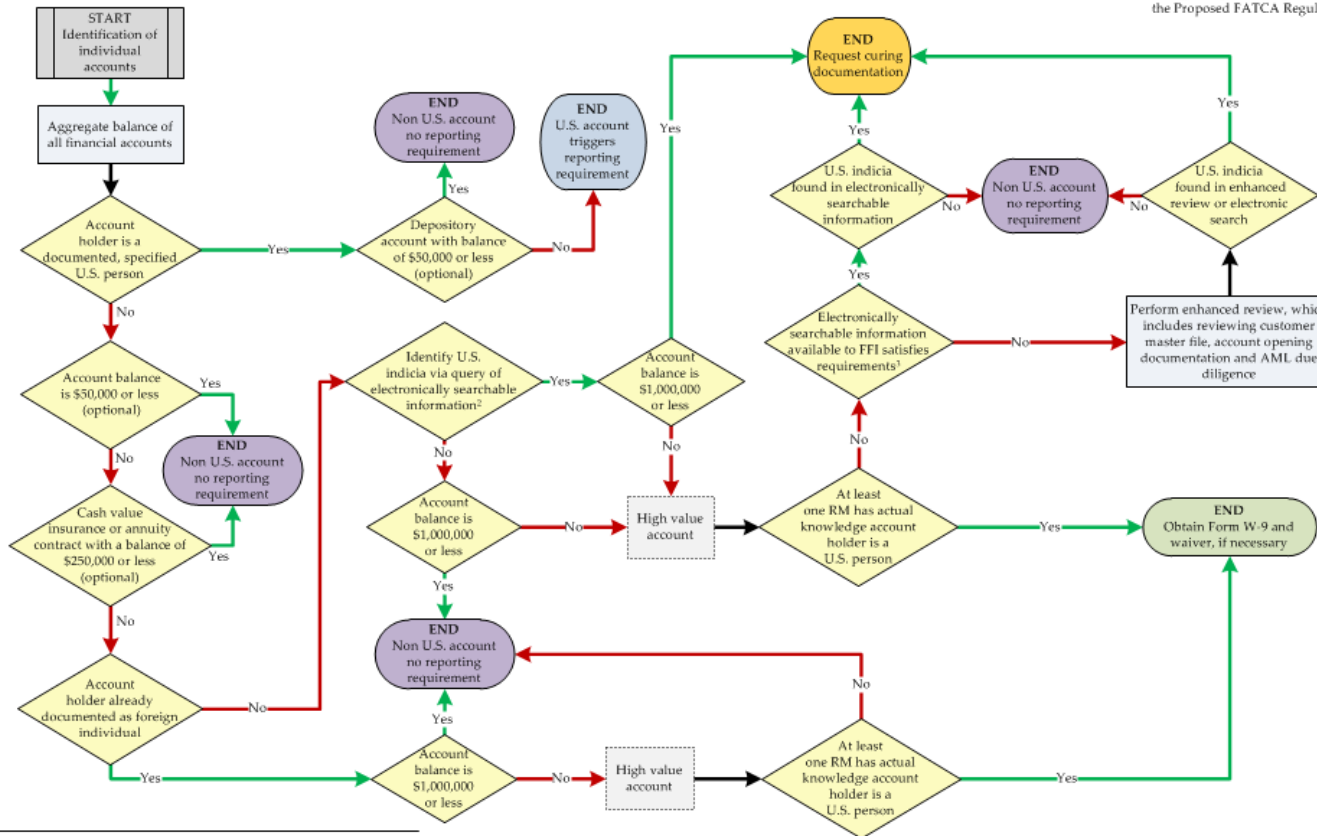 the Proposed FATCA Regul
START
Identification of
individual
accounts
Aggregate balance of
all financial accounts
Account
holder is a
documented, specified
U.S. person
Yes
No
Depository
account with balance
of $50,000 or less
(optional)
Yes
No
END
Non U.S. account
no reporting
requirement
END
U.S. account
triggers
reporting
requirement
Account balance
is $50,000 or less
(optional)
Yes
No
END
Non U.S. account
no reporting
requirement
Cash value
insurance or annuity
contract with a balance of
$250,000 or less
(optional)
Yes
No
Account
holder already
documented as foreign
individual
No
Yes
Identify U.S.
indicia via query of
electronically searchable
information²
Yes
No
Account
balance is
$1,000,000
or less
Yes
No
Account
balance is
$1,000,000
or less
No
Yes
High value
account
END
Non U.S. account
no reporting
requirement
Account
balance is
$1,000,000
or less
Yes
No
High value
account
At least
one RM has actual
knowledge account
holder is a
U.S. person
No
Yes
At least
one RM has actual
knowledge account
holder is a
U.S. person
No
Yes
END
Obtain Form W-9 and
waiver, if necessary
Electronically
searchable information
available to FFI satisfies
requirements³
Yes
No
Perform enhanced review, whic
includes reviewing customer
master file, account opening
documentation and AML due
diligence
U.S. indicia
found in electronically
searchable
information
Yes
No
END
Non U.S. account
no reporting
requirement
U.S. indicia
found in enhanced
review or electronic
search
No
Yes
END
Request curing
documentation